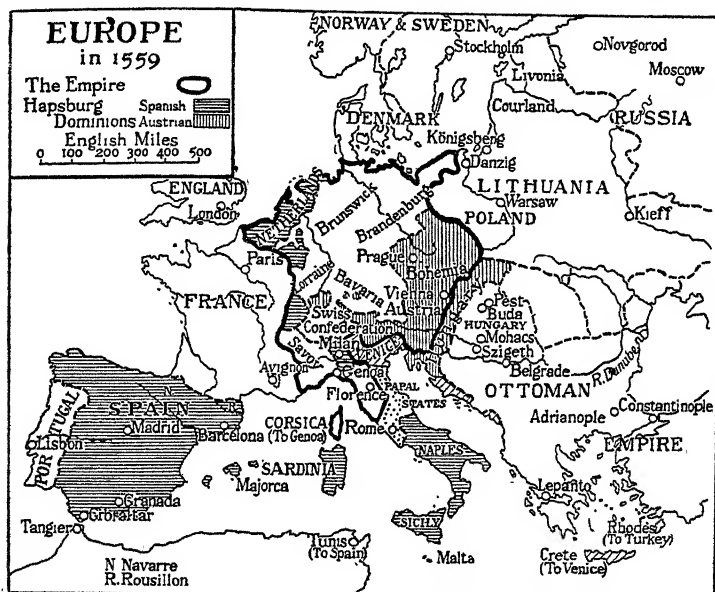 EUROPE
in 1559
The Empire
Hapsburg Spanish
Dominions Austrian
English Miles
0 100 200 300 400 500
NORWAY & SWEDEN
Stockholm
Novgorod
Livonia
Moscow
Courland
DENMARK
RUSSIA
Königsberg
Danzig
ENGLAND
LITHUANIA
London
NETHERLANDS
Brunswick
Brandenburg
Warsaw
POLAND
Kieff
Paris
Prague
Bohemia
Lorraine
Bavaria
Vienna
Austria
Hungary
FRANCE
Swiss
Confederation
Pest
Buda
HUNGARY
Mohacs
Milan
VENICE
Szigeth
Savoy
Genoa
Belgrade
R. Danube
Avignon
Florence
PAPAL
STATES
OTTOMAN
N
R
SPAIN
PORTUGAL
Madrid
Lisbon
Barcelona
CORSICA
(To Genoa)
Rome
Adrianople
Constantinople
EMPIRE
NAPLES
SARDINIA
Majorca
Lepanto
Granada
Gibraltar
SICILY
Tangier
Tunis
(To Spain)
Malta
Rhodes
(To Turkey)
Crete
(To Venice)
N Navarre
R. Rousillon